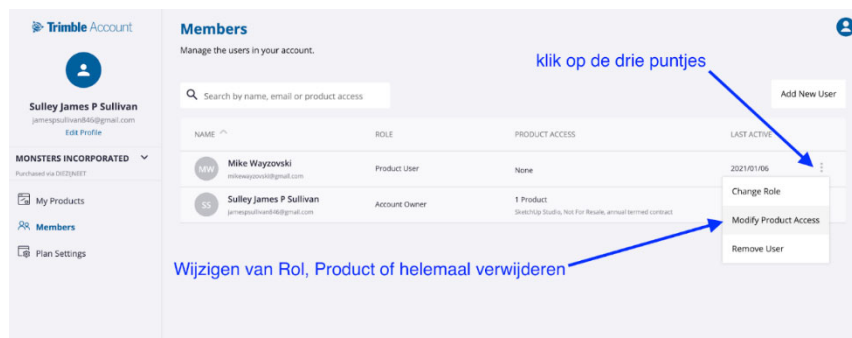 Trimble Account
Sulley James P Sullivan
jamespsullivan846@gmail.com
Edit Profile
MONSTERS INCORPORATED
Purchased via DIEZIJNEET
My Products
Members
Plan Settings
Members
Manage the users in your account.
klik op de drie puntjes
Search by name, email or product access
Add New User
NAME ROLE PRODUCT ACCESS LAST ACTIVE
MW Mike Wayzovski Product User None 2021/01/06
mikewayzovski@gmail.com
SS Sulley James P Sullivan Account Owner 1 Product
jamespsullivan846@gmail.com SketchUp Studio, Not For Resale, annual termed contract
Change Role
Modify Product Access
Remove User
Wijzigen van Rol, Product of helemaal verwijderen